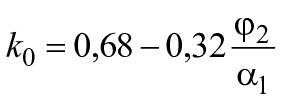 k₀ = 0,68 − 0,32 φ₂/α₁